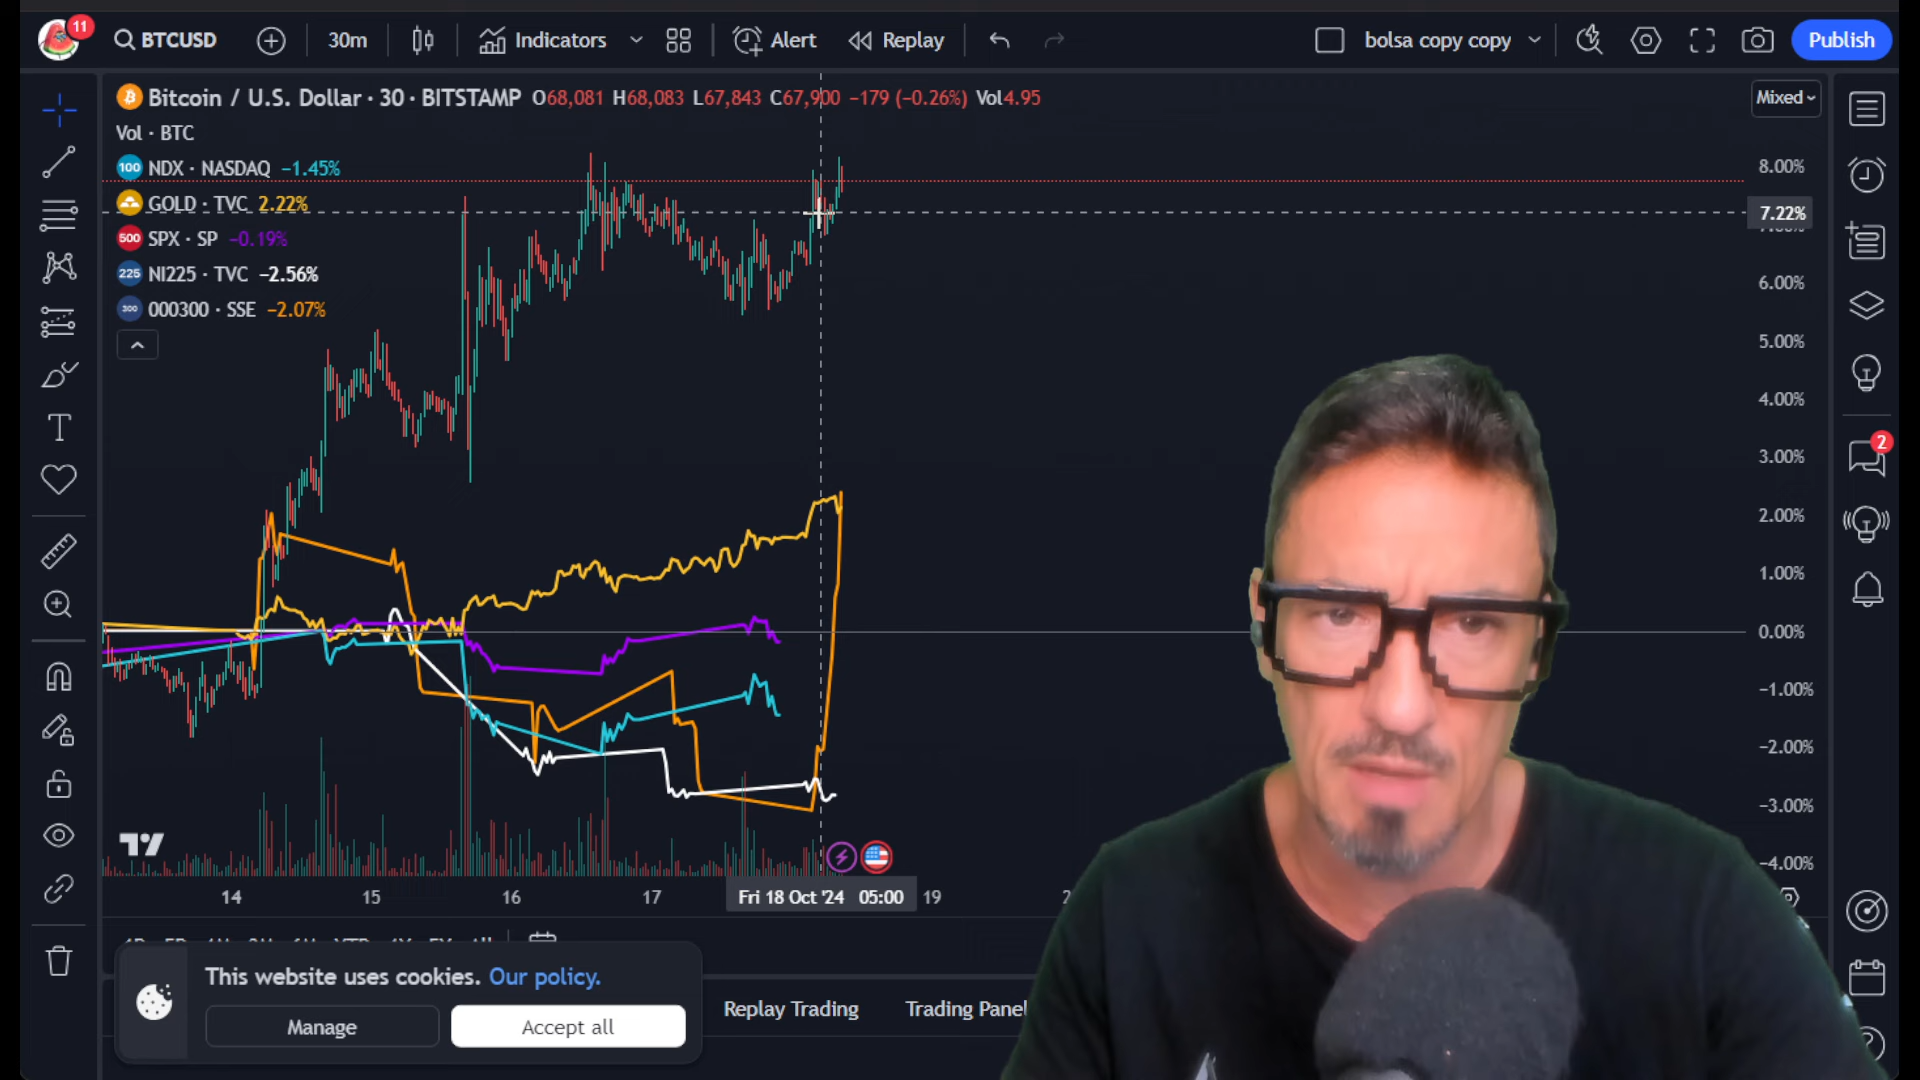 11
BTCUSD
30m
Indicators
Alert
Replay
bolsa copy copy
Publish
Bitcoin / U.S. Dollar · 30 · BITSTAMP O68,081 H68,083 L67,843 C67,900 −179 (−0.26%) Vol4.95
Mixed
Vol · BTC
100 NDX · NASDAQ −1.45%
GOLD · TVC 2.22%
500 SPX · SP −0.19%
225 NI225 · TVC −2.56%
300 000300 · SSE −2.07%
8.00%
7.22%
6.00%
5.00%
4.00%
3.00%
2.00%
1.00%
0.00%
−1.00%
−2.00%
−3.00%
−4.00%
2
T
14
15
16
17
Fri 18 Oct '24 05:00
19
This website uses cookies. Our policy.
Manage
Accept all
Replay Trading
Trading Panel